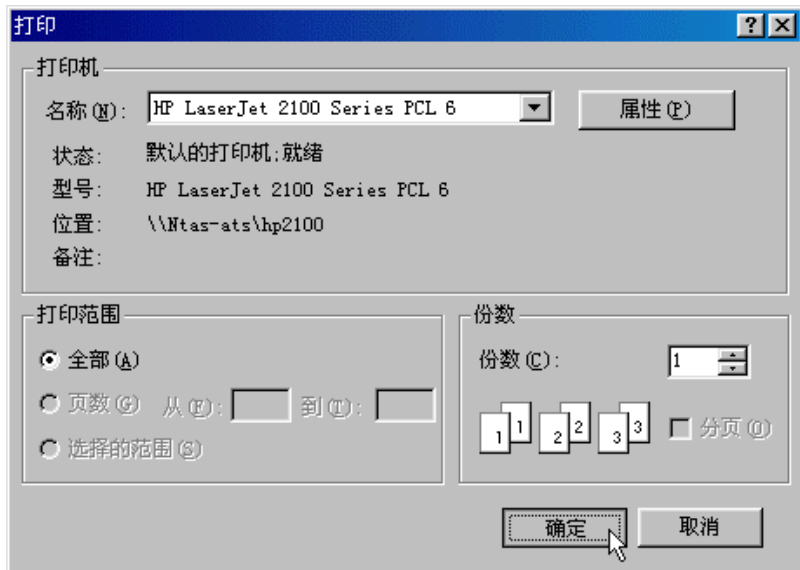 打印
打印机
名称(N): HP LaserJet 2100 Series PCL 6 属性(P)
状态: 默认的打印机;就绪
型号: HP LaserJet 2100 Series PCL 6
位置: \\Ntas-ats\hp2100
备注:
打印范围
全部(A)
页数(G) 从(F): 到(T):
选择的范围(S)
份数
份数(C): 1
1 1 2 2 3 3 分页(O)
确定 取消